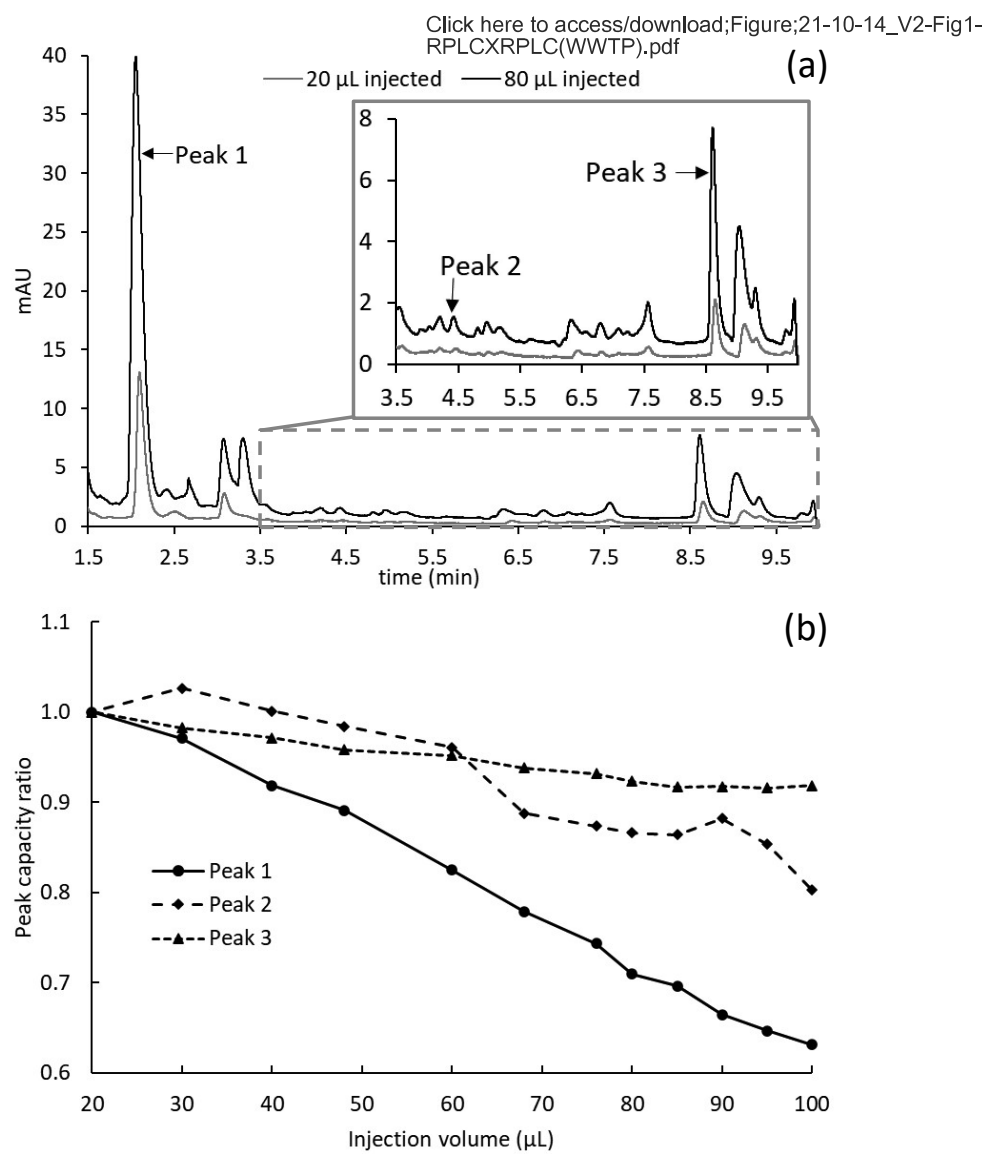 Click here to access/download;Figure;21-10-14_V2-Fig1-
RPLCXRPLC(WWTP).pdf
(a)
20 µL injected 80 µL injected
40
35
30
25
20
15
10
5
0
mAU
Peak 1
8
6
4
2
0
Peak 3
Peak 2
3.5 4.5 5.5 6.5 7.5 8.5 9.5
1.5 2.5 3.5 4.5 5.5 6.5 7.5 8.5 9.5
time (min)
(b)
1.1
1.0
0.9
0.8
0.7
0.6
Peak capacity ratio
Peak 1
Peak 2
Peak 3
20 30 40 50 60 70 80 90 100
Injection volume (µL)